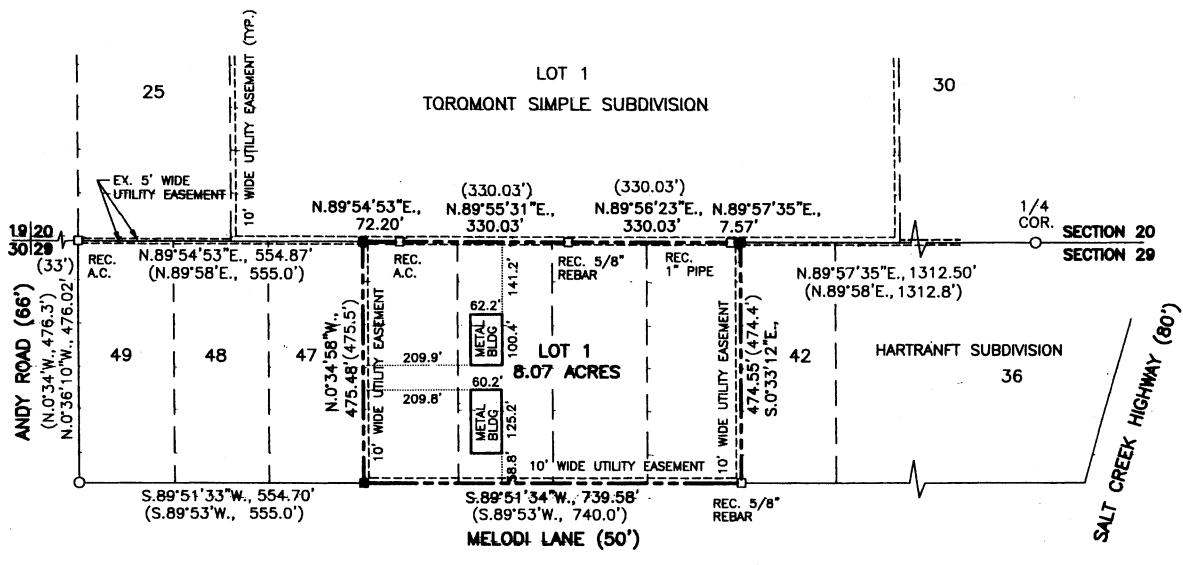 LOT 1
TOROMONT SIMPLE SUBDIVISION
25
30
10' WIDE UTILITY EASEMENT (TYP.)
EX. 5' WIDE
UTILITY EASEMENT
N.89°54'53"E.,
72.20'
(330.03')
N.89°55'31"E.,
330.03'
(330.03')
N.89°56'23"E.,
330.03'
N.89°57'35"E.,
7.57'
1/4
COR.
SECTION 20
SECTION 29
19 20
30 29
(33')
REC.
A.C.
N.89°54'53"E., 554.87'
(N.89°58'E., 555.0')
REC.
A.C.
REC. 5/8"
REBAR
REC.
1" PIPE
N.89°57'35"E., 1312.50'
(N.89°58'E., 1312.8')
ANDY ROAD (66')
(N.0°34'W., 476.3')
N.0°36'10"W., 476.02'
49
48
47
N.0°34'58"W.,
475.48' (475.5')
10' WIDE UTILITY EASEMENT
62.2'
METAL
BLDG
141.2'
100.4'
209.9'
60.2'
209.8'
METAL
BLDG
125.2'
58.8'
LOT 1
8.07 ACRES
10' WIDE UTILITY EASEMENT
10' WIDE UTILITY EASEMENT
474.55' (474.4')
S.0°33'12"E.,
42
HARTRANFT SUBDIVISION
36
SALT CREEK HIGHWAY (80')
S.89°51'33"W., 554.70'
(S.89°53'W., 555.0')
S.89°51'34"W., 739.58'
(S.89°53'W., 740.0')
REC. 5/8"
REBAR
MELODI LANE (50')